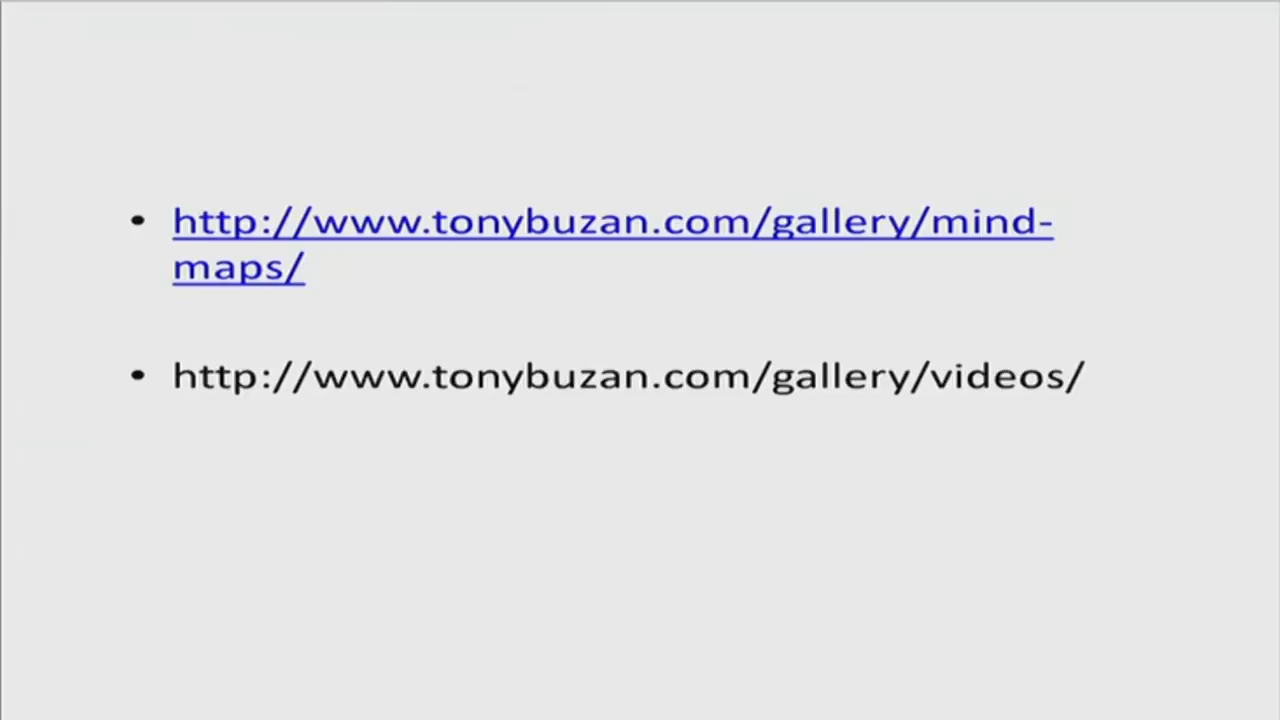 • http://www.tonybuzan.com/gallery/mind-
maps/
• http://www.tonybuzan.com/gallery/videos/